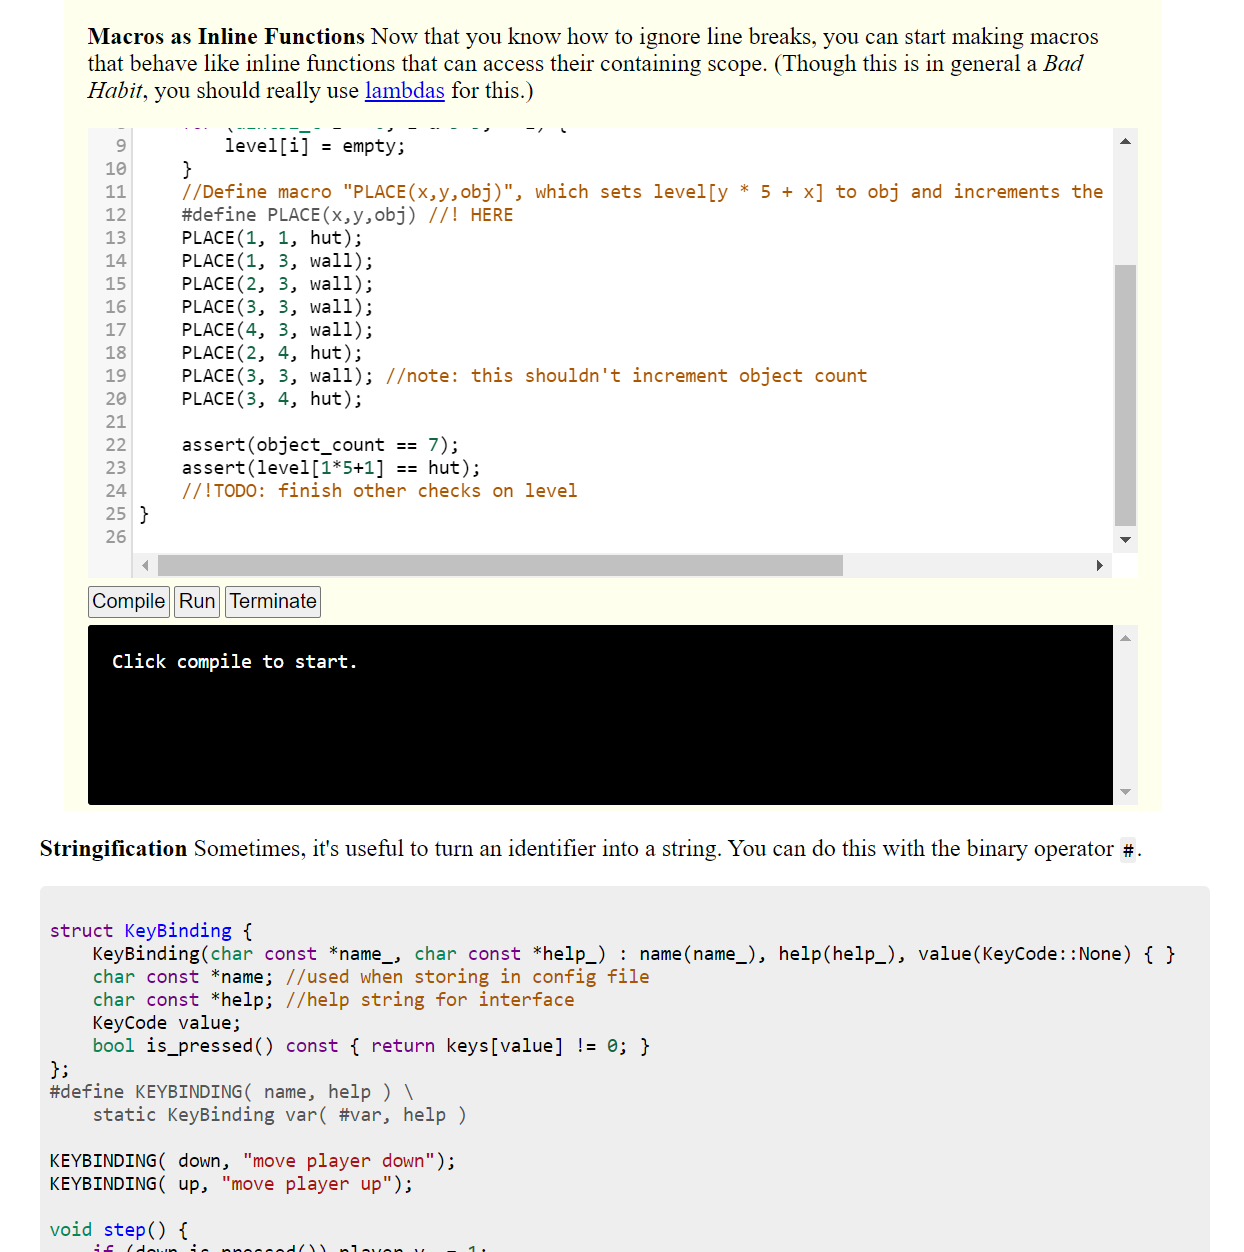 Macros as Inline Functions Now that you know how to ignore line breaks, you can start making macros
that behave like inline functions that can access their containing scope. (Though this is in general a Bad
Habit, you should really use lambdas for this.)
9 level[i] = empty;
10 }
11 //Define macro "PLACE(x,y,obj)", which sets level[y * 5 + x] to obj and increments the
12 #define PLACE(x,y,obj) //! HERE
13 PLACE(1, 1, hut);
14 PLACE(1, 3, wall);
15 PLACE(2, 3, wall);
16 PLACE(3, 3, wall);
17 PLACE(4, 3, wall);
18 PLACE(2, 4, hut);
19 PLACE(3, 3, wall); //note: this shouldn't increment object count
20 PLACE(3, 4, hut);
21
22 assert(object_count == 7);
23 assert(level[1*5+1] == hut);
24 //!TODO: finish other checks on level
25 }
26
Compile Run Terminate
Click compile to start.
Stringification Sometimes, it's useful to turn an identifier into a string. You can do this with the binary operator #.
struct KeyBinding {
KeyBinding(char const *name_, char const *help_) : name(name_), help(help_), value(KeyCode::None) { }
char const *name; //used when storing in config file
char const *help; //help string for interface
KeyCode value;
bool is_pressed() const { return keys[value] != 0; }
};
#define KEYBINDING( name, help ) \
static KeyBinding var( #var, help )
KEYBINDING( down, "move player down");
KEYBINDING( up, "move player up");
void step() {
if (down.is_pressed()) player.y